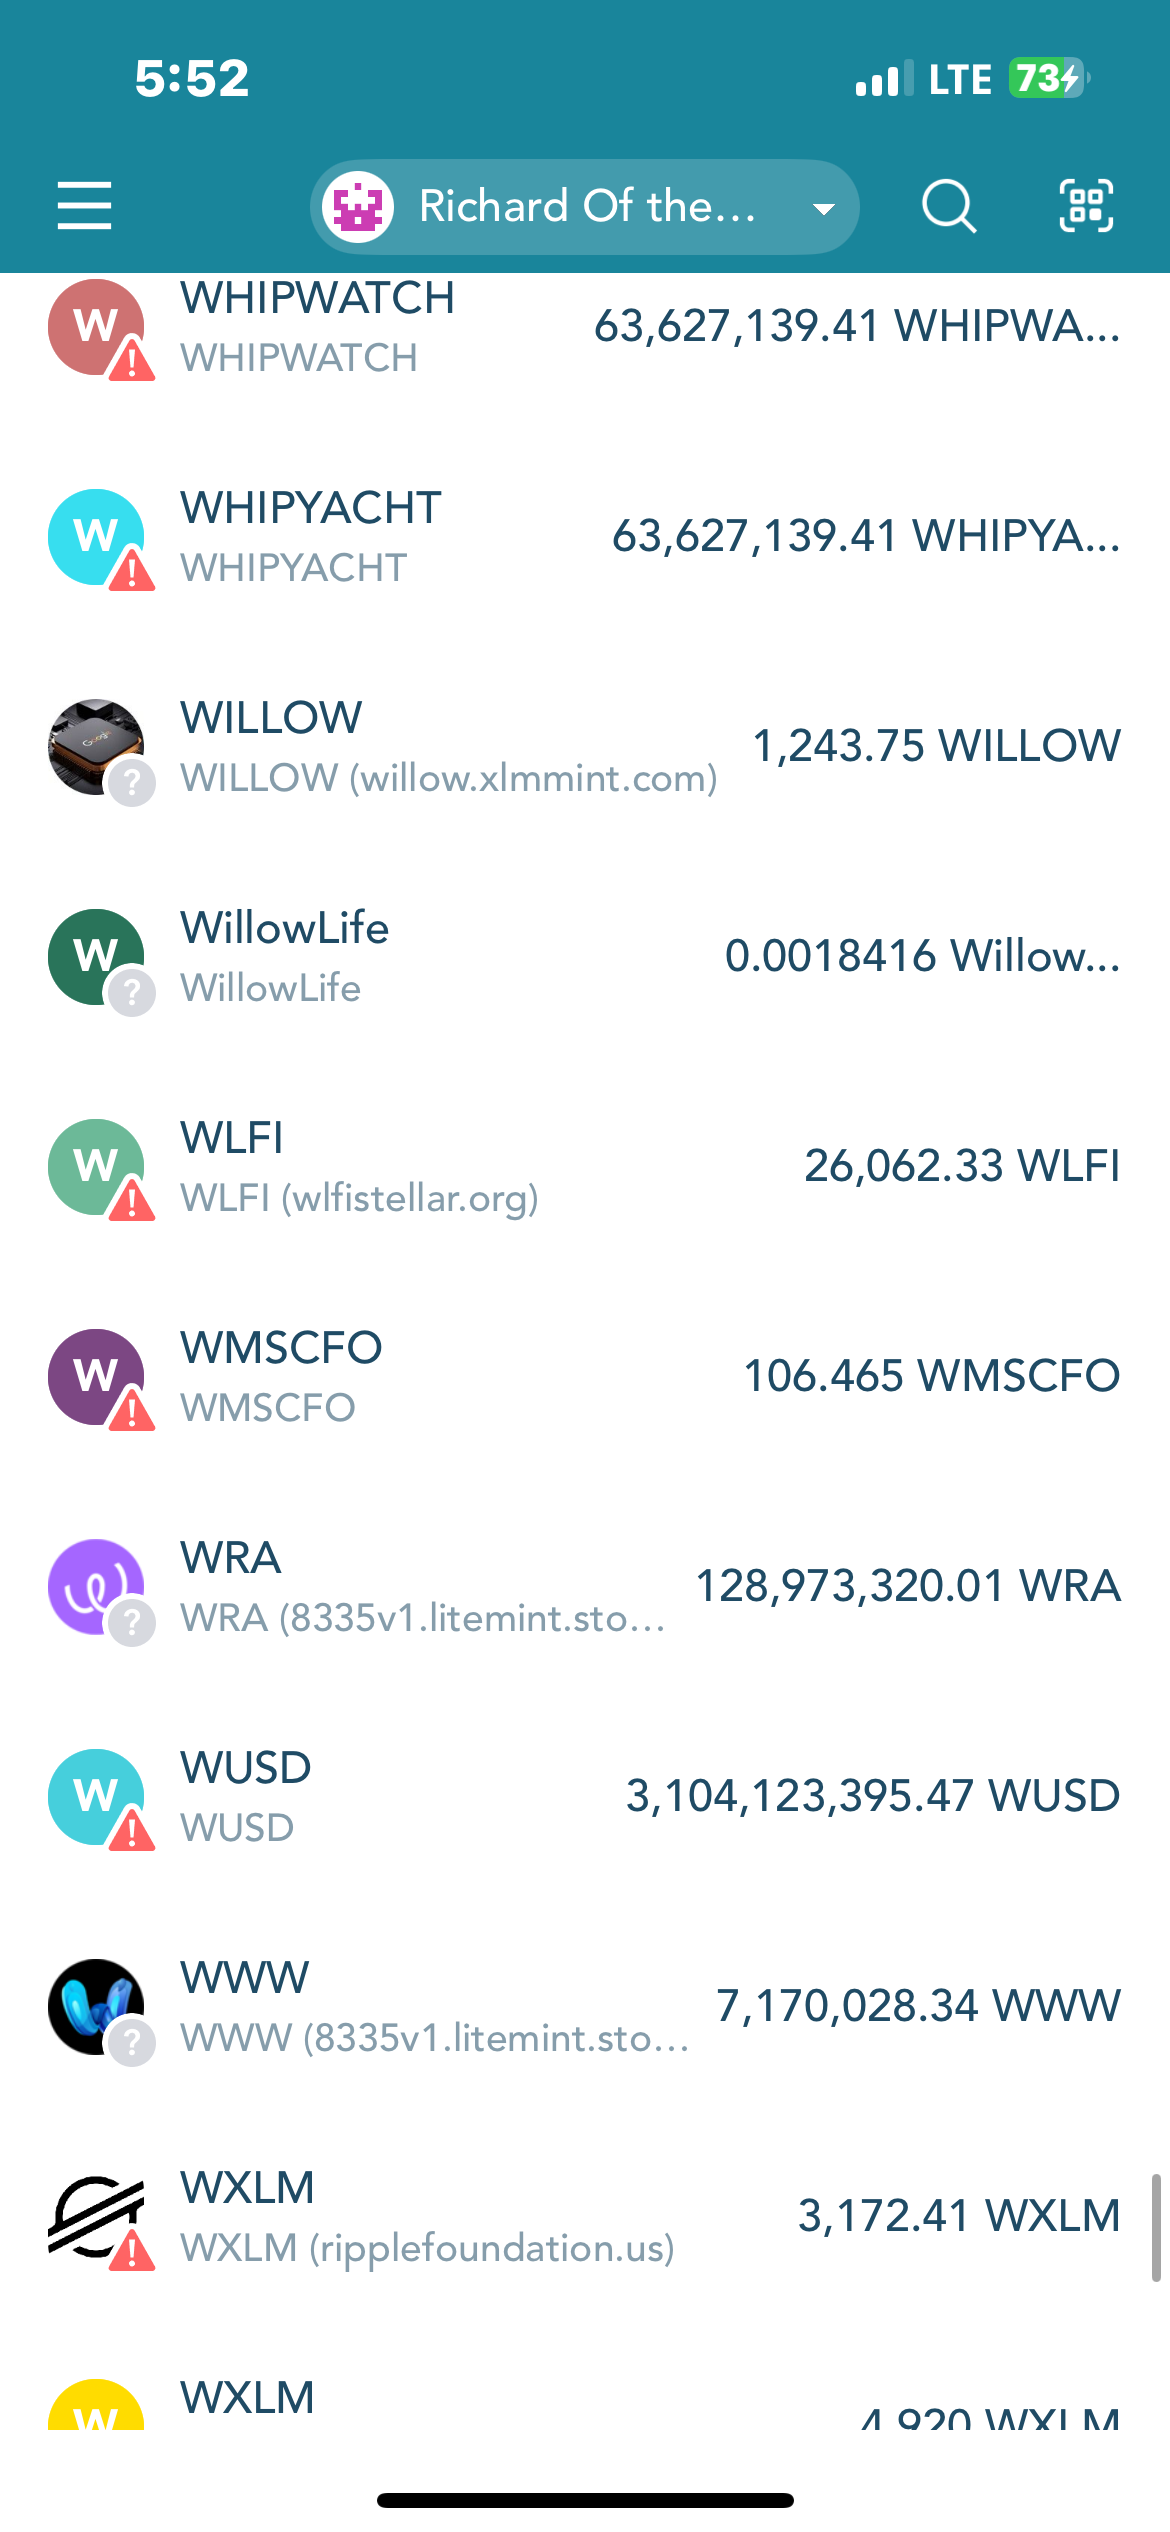 5:52
LTE 73
Richard Of the...
W
WHIPWATCH
WHIPWATCH
63,627,139.41 WHIPWA...
W
WHIPYACHT
WHIPYACHT
63,627,139.41 WHIPYA...
Google
?
WILLOW
WILLOW (willow.xlmmint.com)
1,243.75 WILLOW
W
?
WillowLife
WillowLife
0.0018416 Willow...
W
WLFI
WLFI (wlfistellar.org)
26,062.33 WLFI
W
WMSCFO
WMSCFO
106.465 WMSCFO
?
WRA
WRA (8335v1.litemint.sto...
128,973,320.01 WRA
W
WUSD
WUSD
3,104,123,395.47 WUSD
?
WWW
WWW (8335v1.litemint.sto...
7,170,028.34 WWW
WXLM
WXLM (ripplefoundation.us)
3,172.41 WXLM
W
WXLM
4,920 WXLM